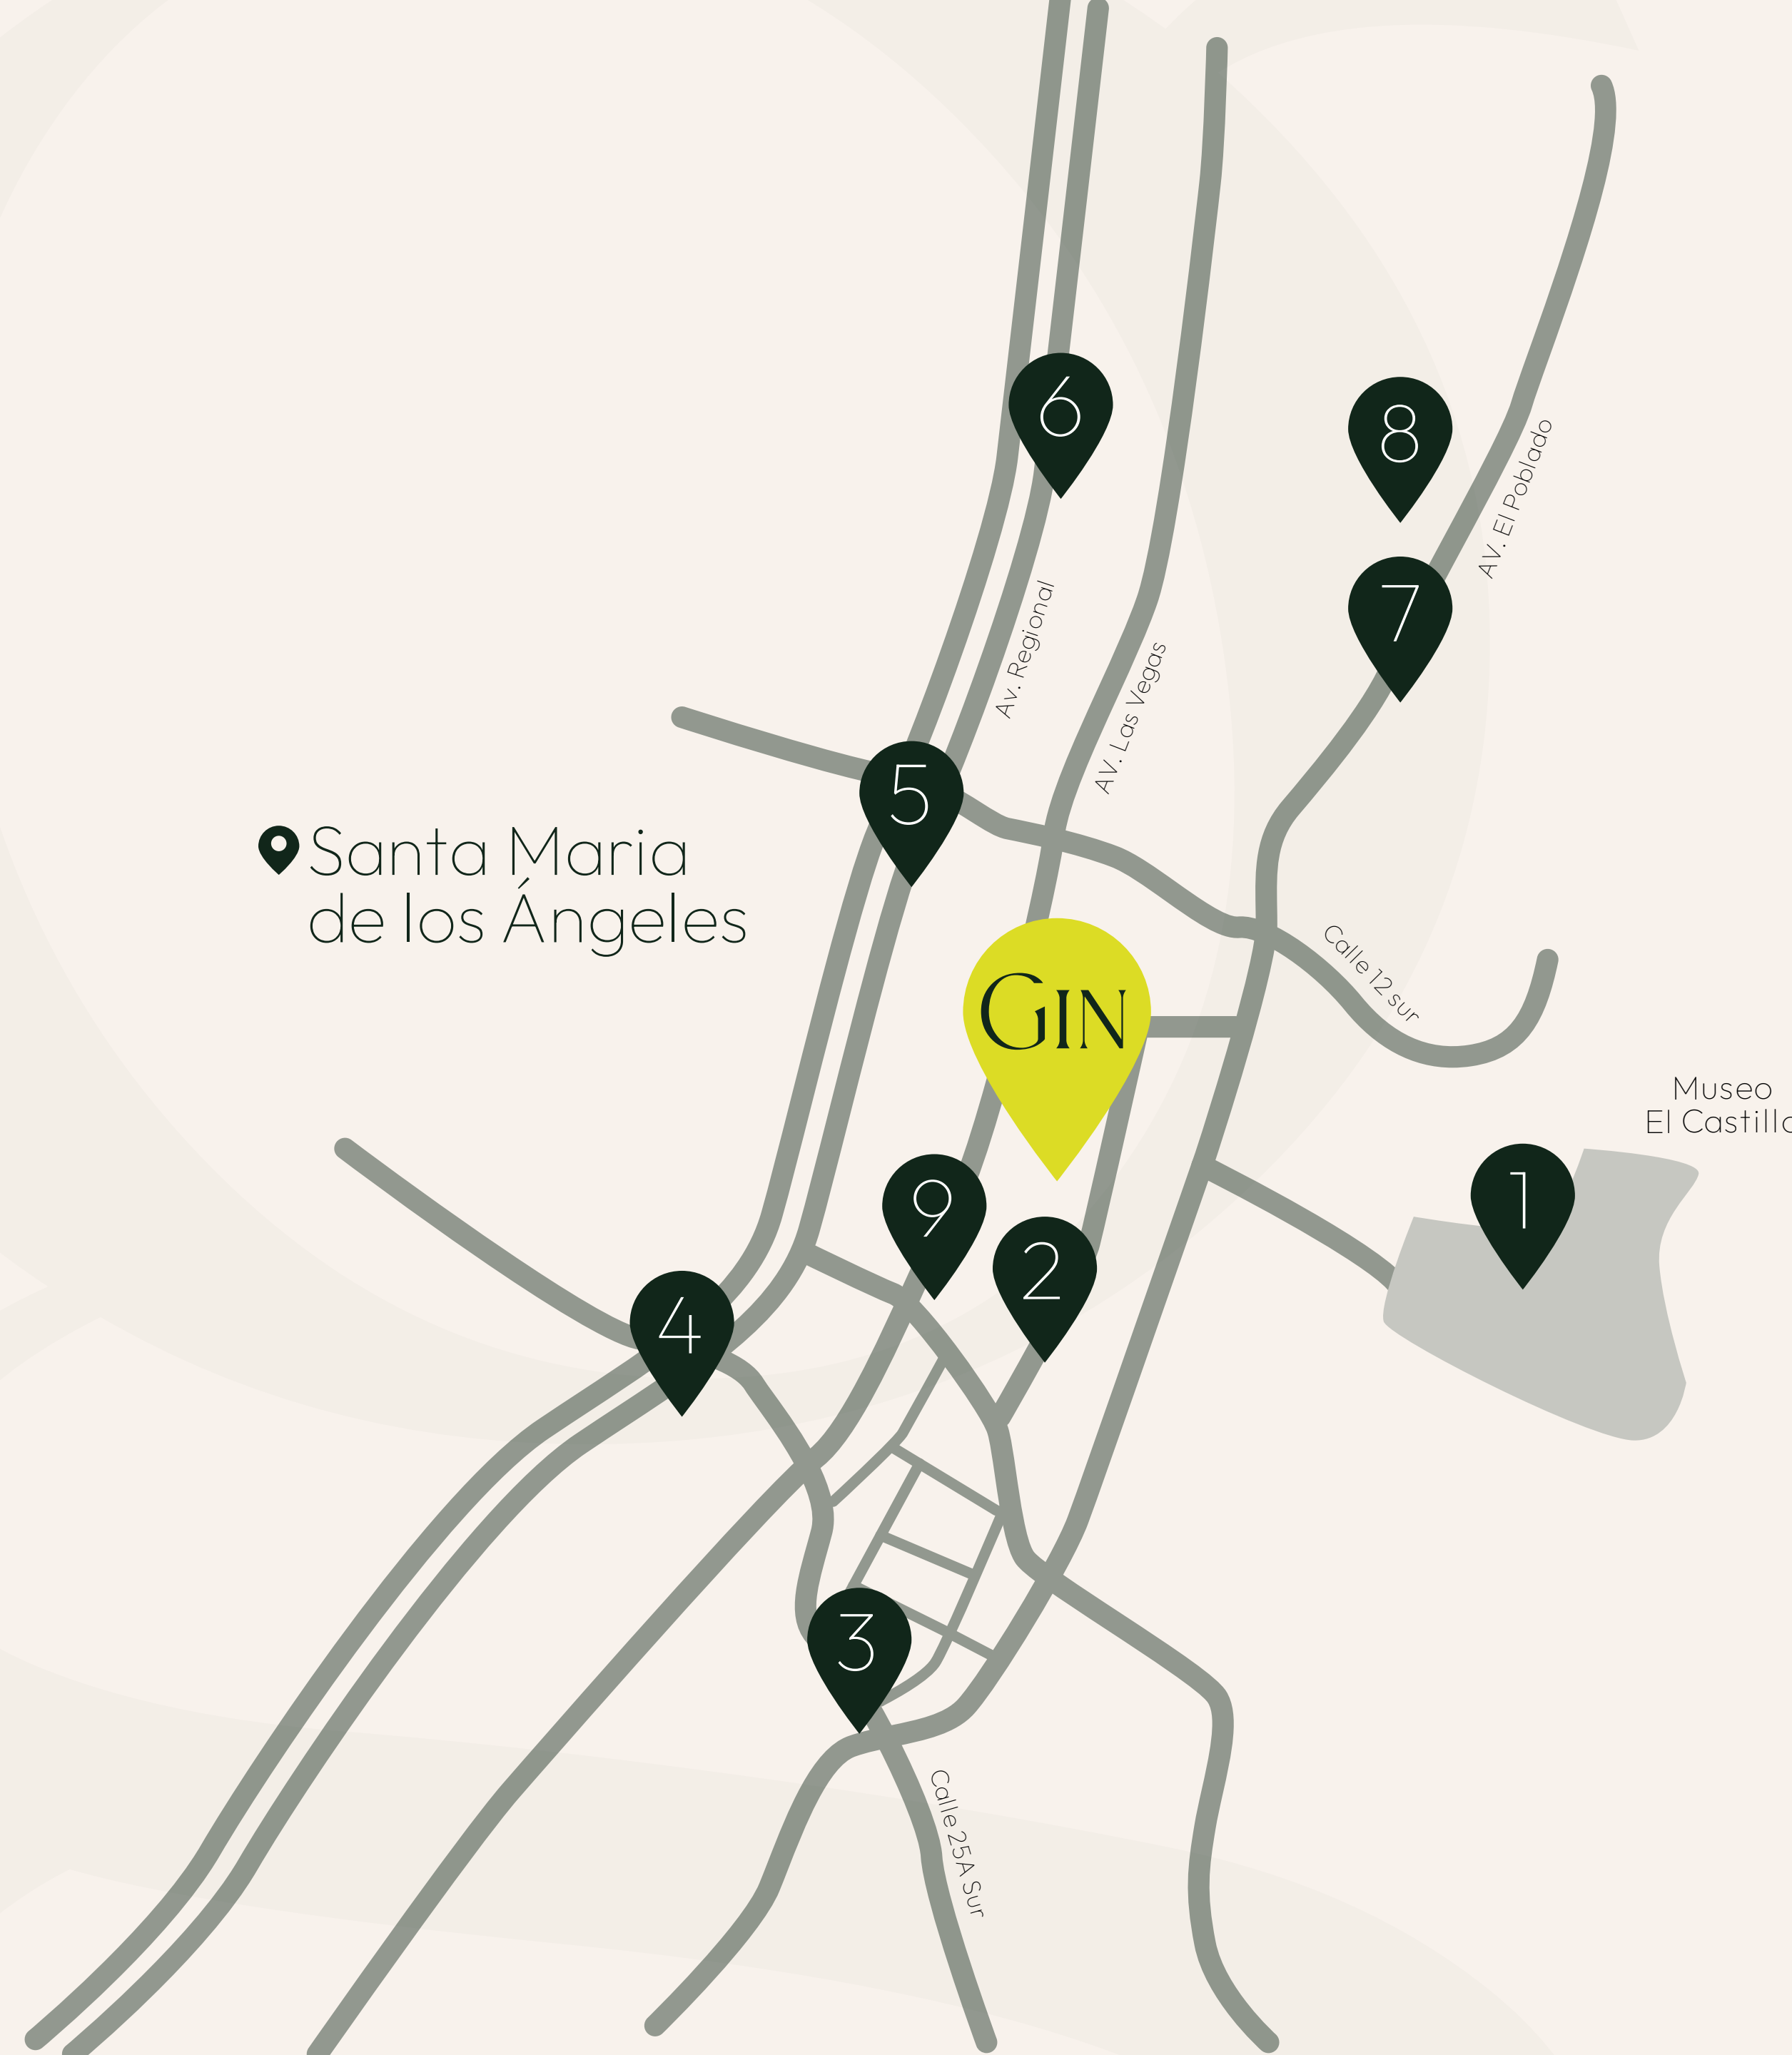 6
8
AV. El Poblado
7
Av. Regional
AV. Las Vegas
5
Santa Maria
de los Ángeles
Calle 12 sur
GIN
Museo
El Castillo
1
9
2
4
3
Calle 25A Sur